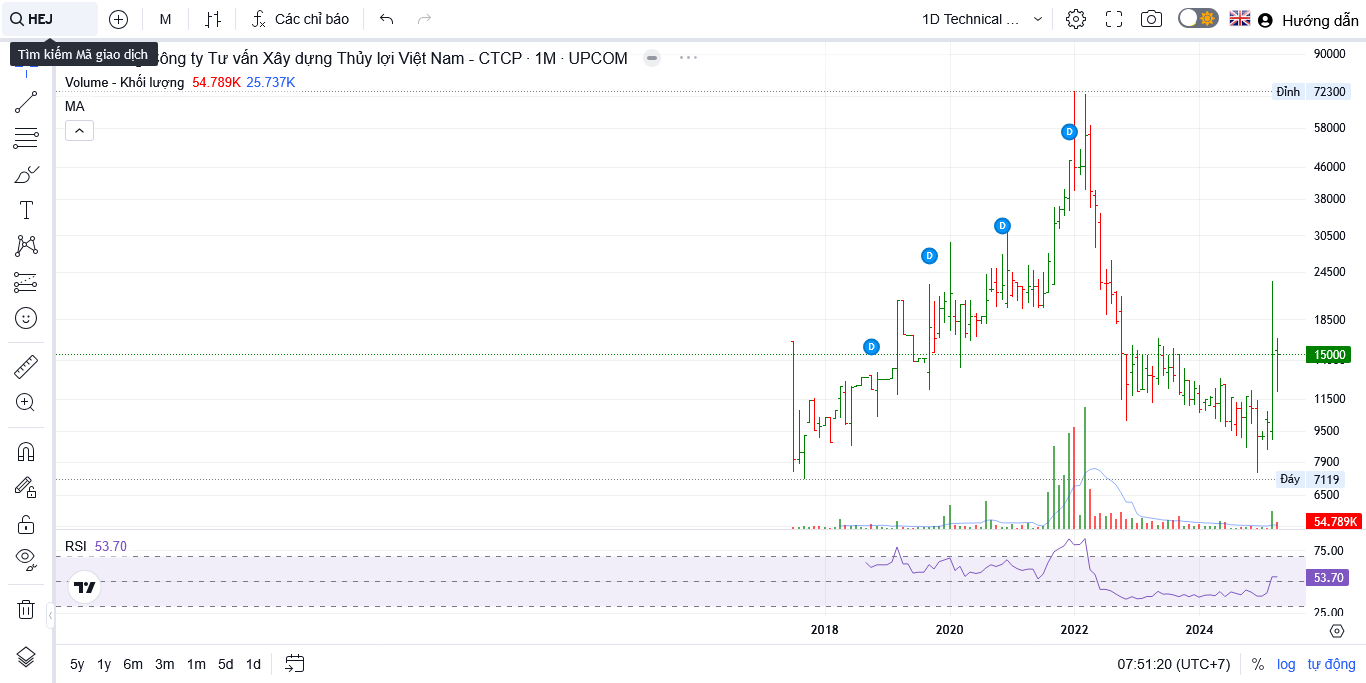 HEJ
M
Các chỉ báo
1D Technical ...
Hướng dẫn
Tìm kiếm Mã giao dịch
Công ty Tư vấn Xây dựng Thủy lợi Việt Nam - CTCP · 1M · UPCOM
Volume - Khối lượng 54.789K 25.737K
MA
90000
Đỉnh 72300
58000
46000
38000
30500
24500
18500
15000
11500
9500
7900
Đáy 7119
6500
54.789K
D
D
D
D
RSI 53.70
75.00
53.70
25.00
2018 2020 2022 2024
5y 1y 6m 3m 1m 5d 1d
07:51:20 (UTC+7) % log tự động